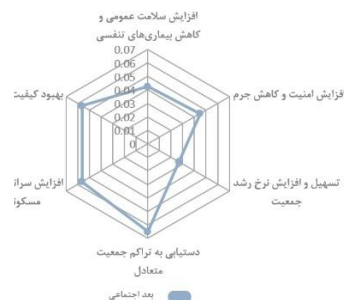 افزایش سلامت عمومی و
کاهش بیماری‌های تنفسی
0.07
0.06
0.05
0.04
0.03
0.02
0.01
0
افزایش امنیت و کاهش جرم
تسهیل و افزایش نرخ رشد
جمعیت
دستیابی به تراکم جمعیت
متعادل
افزایش
بهبود کیفیت
بعد اجتماعی